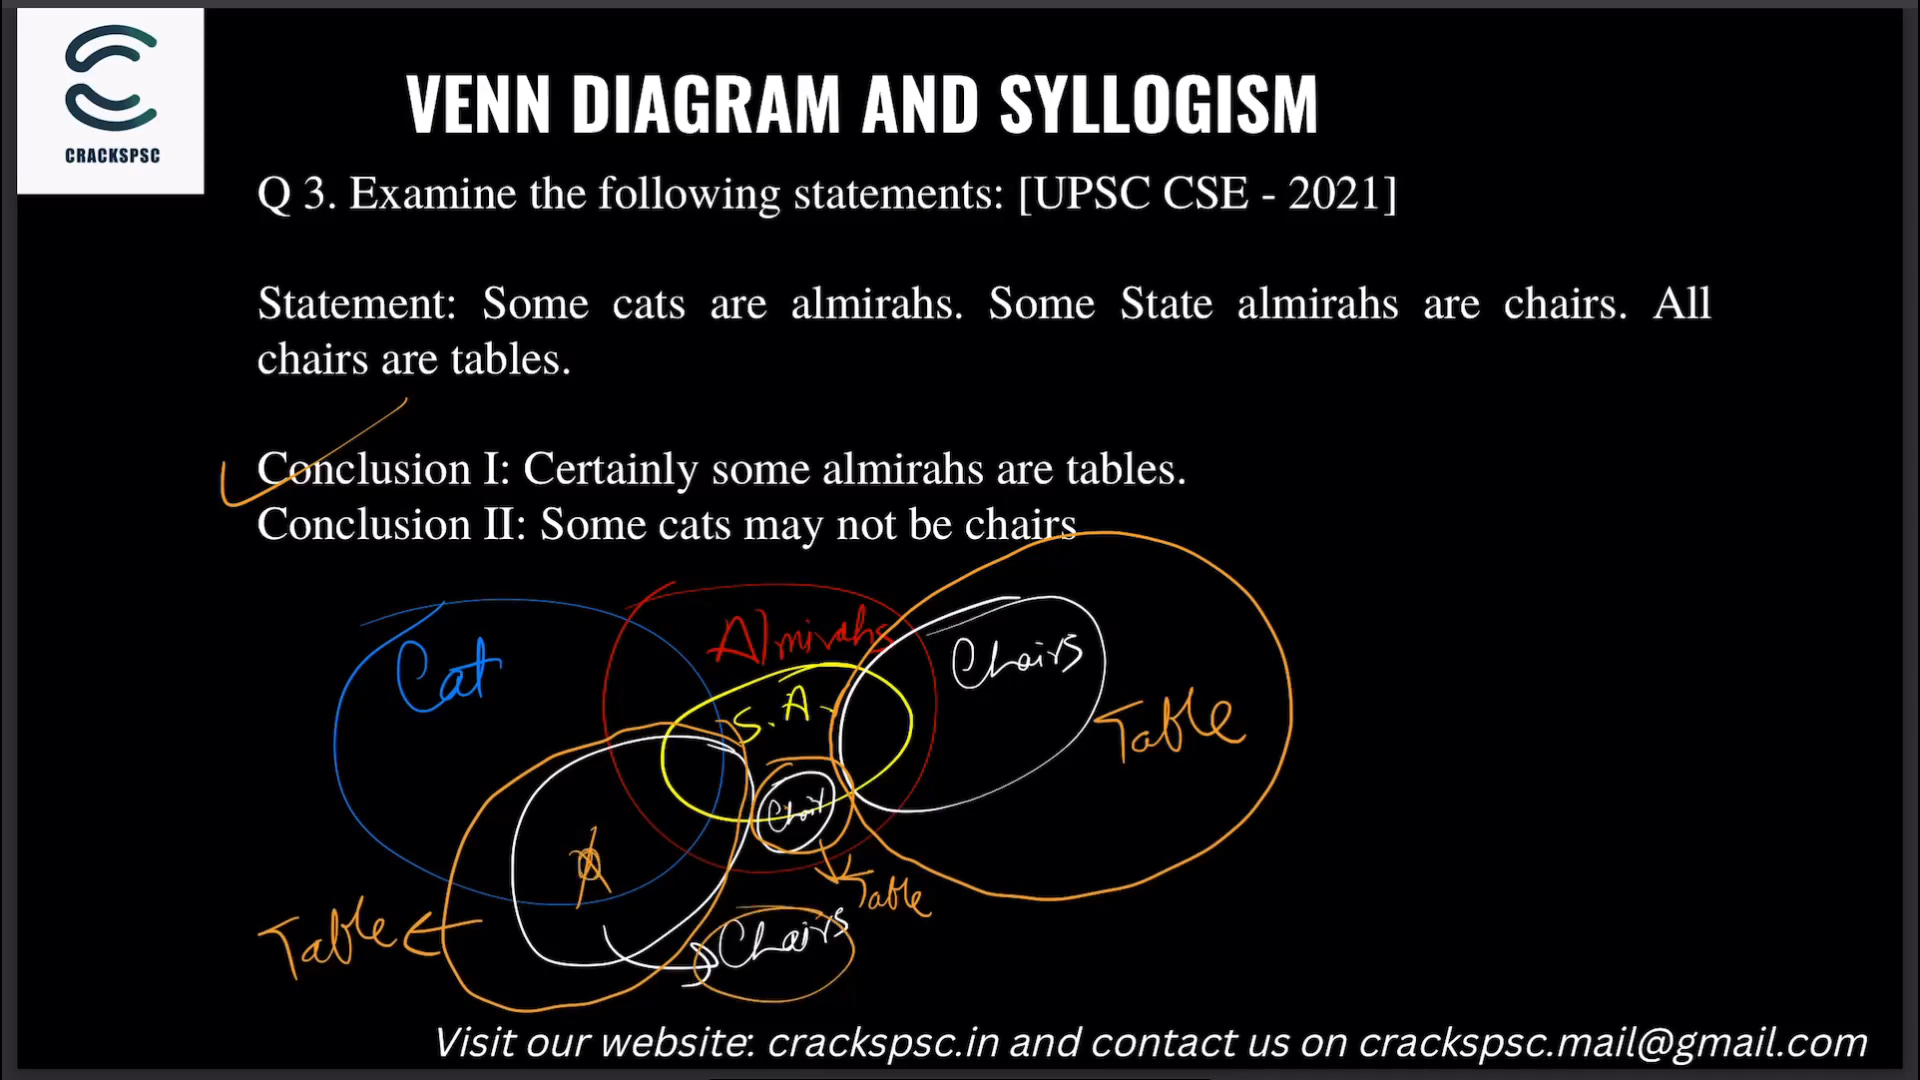 CRACKSPSC
VENN DIAGRAM AND SYLLOGISM
Q 3. Examine the following statements: [UPSC CSE - 2021]
Statement: Some cats are almirahs. Some State almirahs are chairs. All
chairs are tables.
Conclusion I: Certainly some almirahs are tables.
Conclusion II: Some cats may not be chairs
Cat
Almirahs
Chairs
S.A.
Table
Chair
Table
Table
Chairs
Visit our website: crackspsc.in and contact us on crackspsc.mail@gmail.com